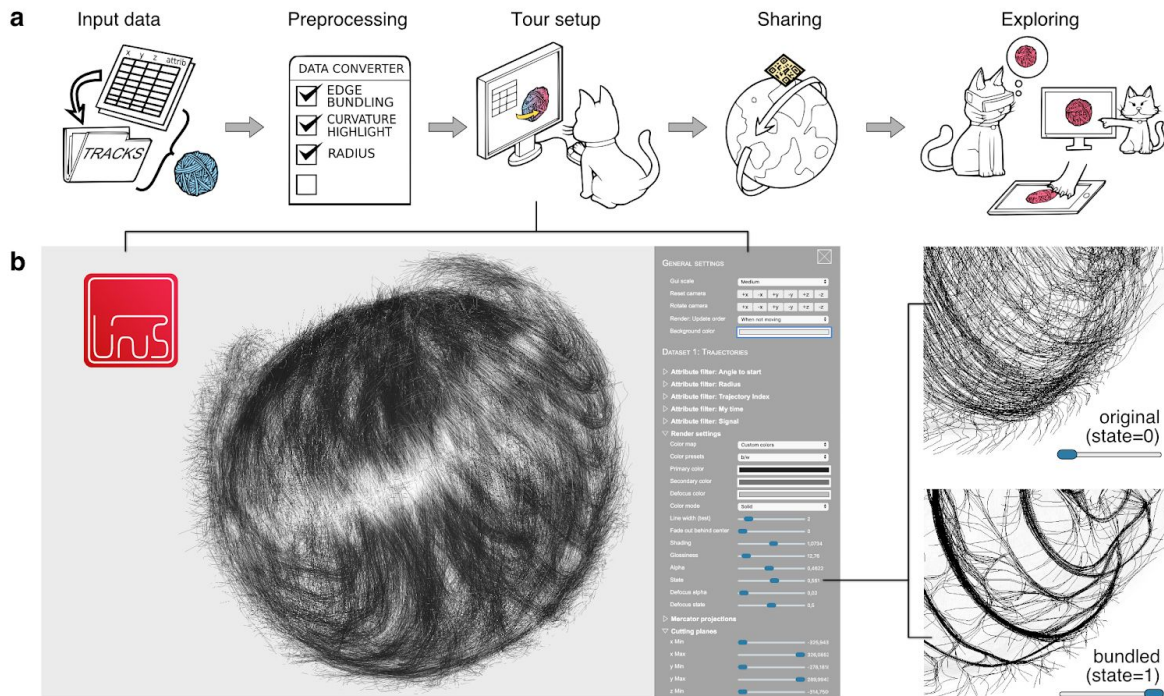 a
Input data
Preprocessing
Tour setup
Sharing
Exploring
x y z attrib
TRACKS
DATA CONVERTER
EDGE
BUNDLING
CURVATURE
HIGHLIGHT
RADIUS
b
GENERAL SETTINGS
Gui scale Medium
Reset camera +x -x +y -y +z -z
Rotate camera +x -x +y -y +z -z
Render: Update order When not moving
Background color
DATASET 1: TRAJECTORIES
Attribute filter: Angle to start
Attribute filter: Radius
Attribute filter: Trajectory Index
Attribute filter: My time
Attribute filter: Signal
Render settings
Color map Custom colors
Color presets
Primary color
Secondary color
Defocus color
Color mode Solid
Line width (test) 2
Fade out behind center 0
Shading
Glossiness
Alpha
State
Defocus alpha
Defocus state 0,5
Mercator projections
Cutting planes
x Min
x Max
y Min
y Max
z Min
original
(state=0)
bundled
(state=1)